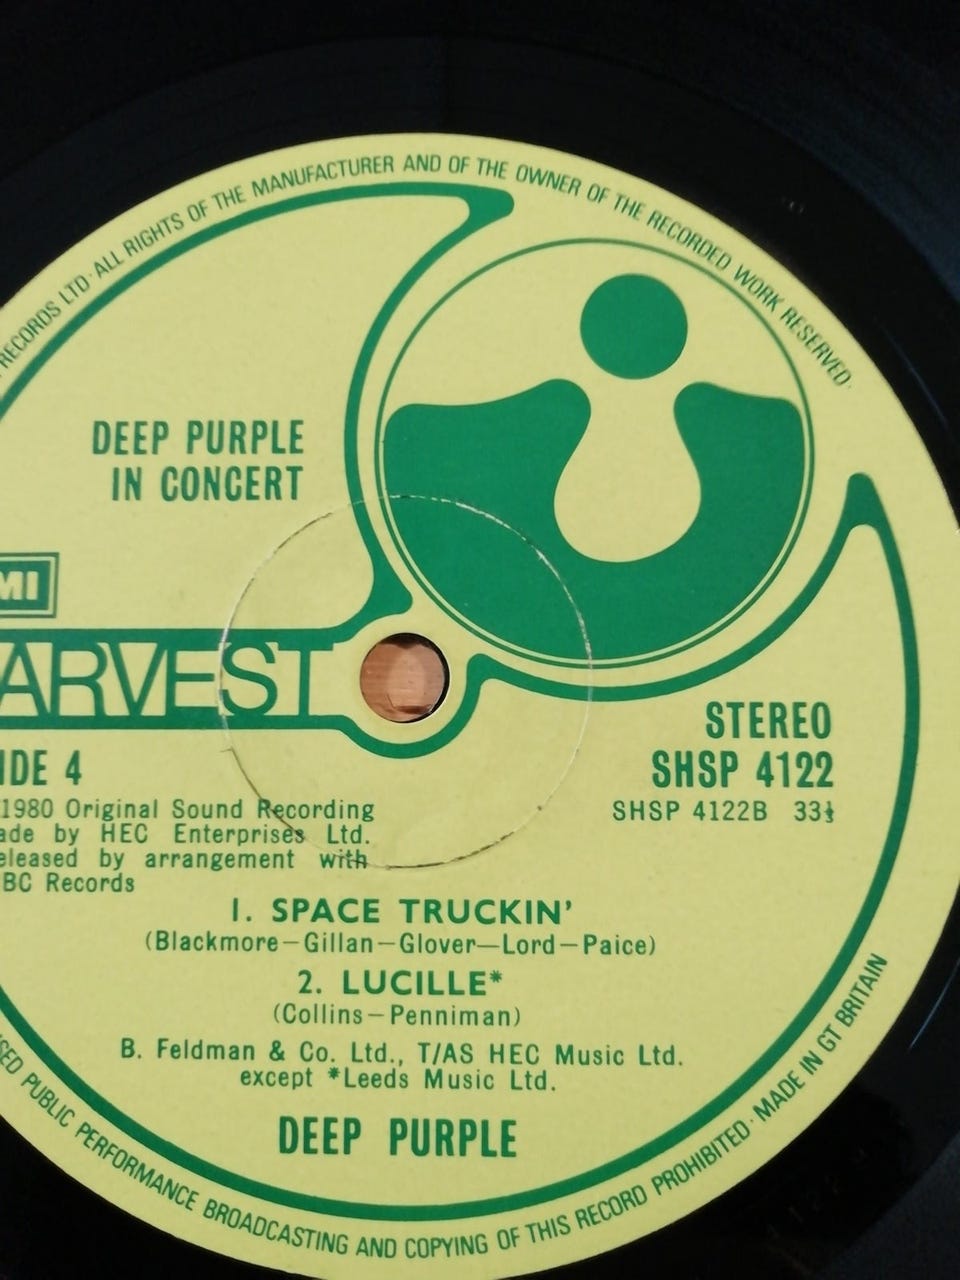 RECORDS LTD· ALL RIGHTS OF THE MANUFACTURER AND OF THE OWNER OF THE RECORDED WORK RESERVED·
DEEP PURPLE
IN CONCERT
MI
ARVEST
IDE 4
1980 Original Sound Recording
ade by HEC Enterprises Ltd.
eleased by arrangement with
BC Records
STEREO
SHSP 4122
SHSP 4122B 33⅓
1. SPACE TRUCKIN'
(Blackmore–Gillan–Glover–Lord–Paice)
2. LUCILLE*
(Collins–Penniman)
B. Feldman & Co. Ltd., T/AS HEC Music Ltd.
except *Leeds Music Ltd.
DEEP PURPLE
SED PUBLIC PERFORMANCE BROADCASTING AND COPYING OF THIS RECORD PROHIBITED· MADE IN GT BRITAIN